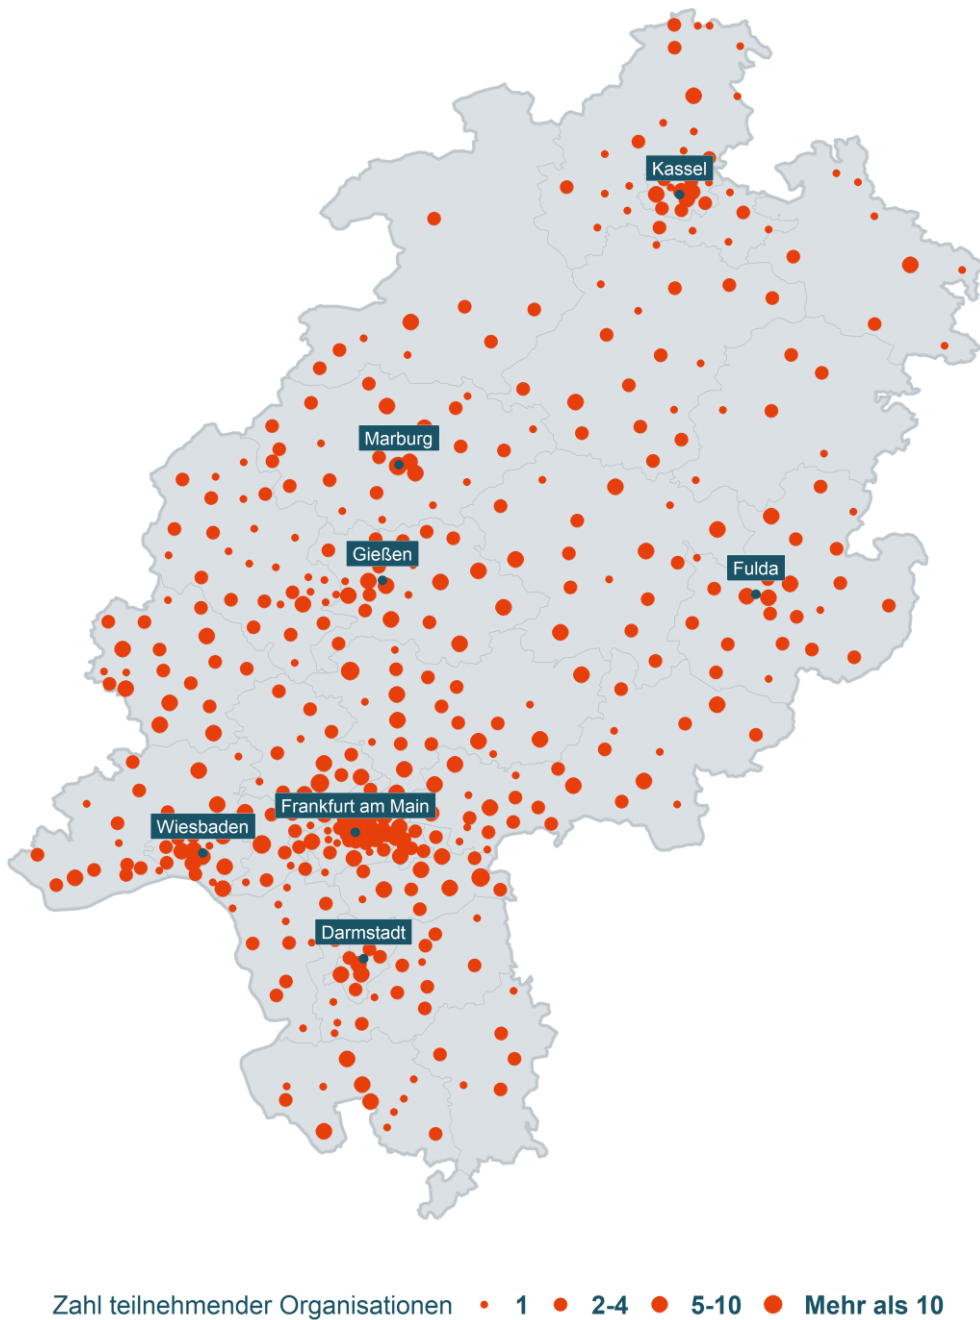 Kassel
Marburg
Gießen
Fulda
Frankfurt am Main
Wiesbaden
Darmstadt
Zahl teilnehmender Organisationen 1 2-4 5-10 Mehr als 10